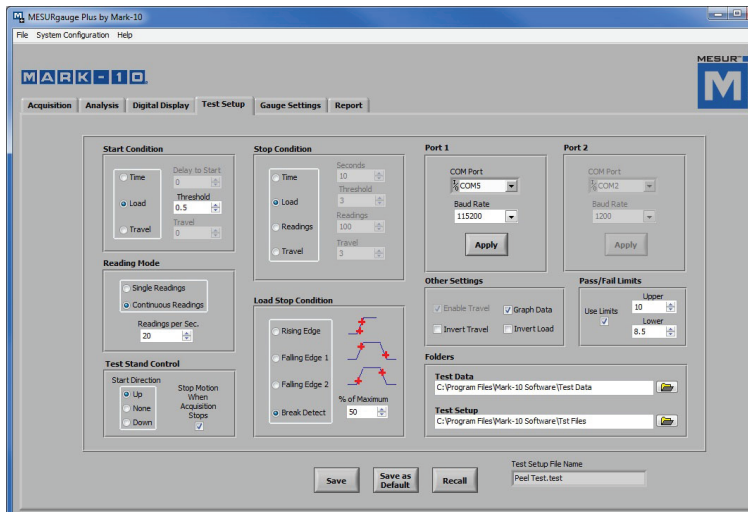 MESURgauge Plus by Mark-10
File System Configuration Help
MESUR™
MARK-10
M
Acquisition Analysis Digital Display Test Setup Gauge Settings Report
Start Condition
Time
Load
Travel
Delay to Start
0
Threshold
0.5
Travel
0
Stop Condition
Time
Load
Readings
Travel
Seconds
10
Threshold
3
Readings
100
Travel
3
Port 1
COM Port
COM5
Baud Rate
115200
Apply
Port 2
COM Port
COM2
Baud Rate
1200
Apply
Reading Mode
Single Readings
Continuous Readings
Readings per Sec.
20
Load Stop Condition
Rising Edge
Falling Edge 1
Falling Edge 2
Break Detect
% of Maximum
50
Other Settings
Enable Travel
Graph Data
Invert Travel
Invert Load
Pass/Fail Limits
Use Limits
Upper
10
Lower
8.5
Test Stand Control
Start Direction
Up
None
Down
Stop Motion
When
Acquisition
Stops
Folders
Test Data
C:\Program Files\Mark-10 Software\Test Data
Test Setup
C:\Program Files\Mark-10 Software\Tst Files
Save
Save as
Default
Recall
Test Setup File Name
Peel Test.test